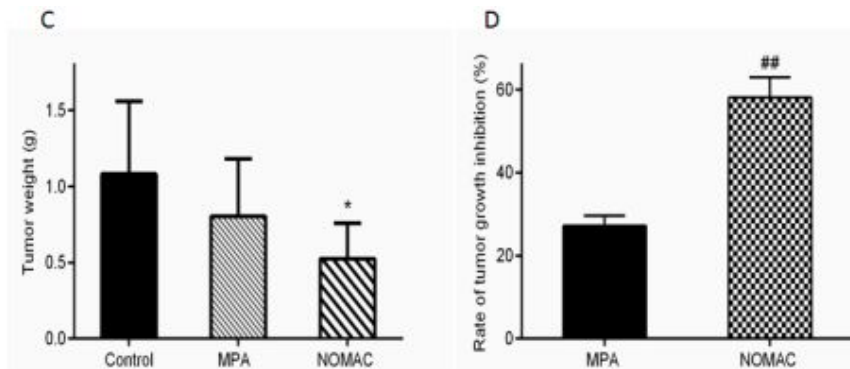 C
Tumor weight (g)
1.5
1.0
0.5
0.0
*
Control MPA NOMAC
D
Rate of tumor growth inhibition (%)
60
40
20
0
##
MPA NOMAC